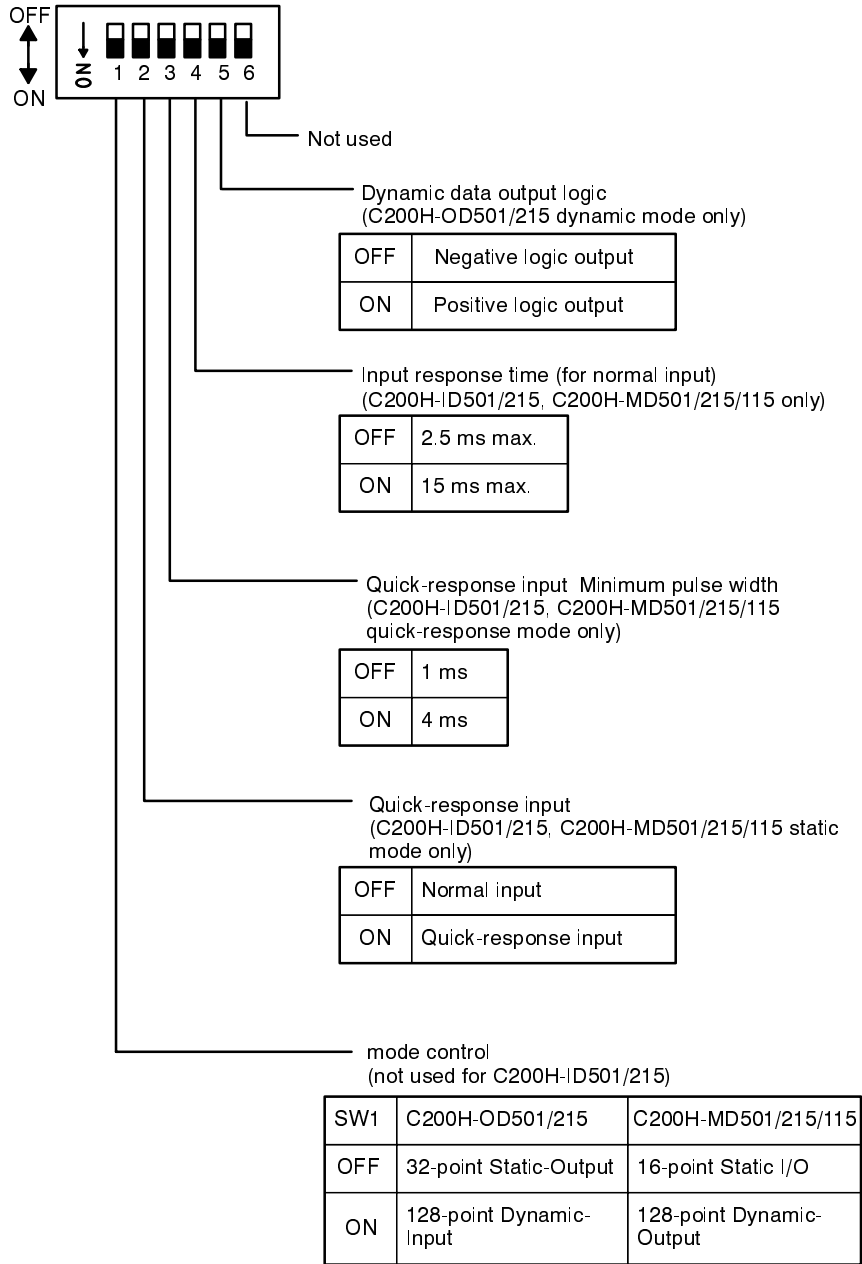 OFF
ON
ON
1 2 3 4 5 6
Not used
Dynamic data output logic
(C200H-OD501/215 dynamic mode only)
OFF Negative logic output
ON Positive logic output
Input response time (for normal input)
(C200H-ID501/215, C200H-MD501/215/115 only)
OFF 2.5 ms max.
ON 15 ms max.
Quick-response input Minimum pulse width
(C200H-ID501/215, C200H-MD501/215/115
quick-response mode only)
OFF 1 ms
ON 4 ms
Quick-response input
(C200H-ID501/215, C200H-MD501/215/115 static
mode only)
OFF Normal input
ON Quick-response input
mode control
(not used for C200H-ID501/215)
SW1 C200H-OD501/215 C200H-MD501/215/115
OFF 32-point Static-Output 16-point Static I/O
ON 128-point Dynamic-Input 128-point Dynamic-Output